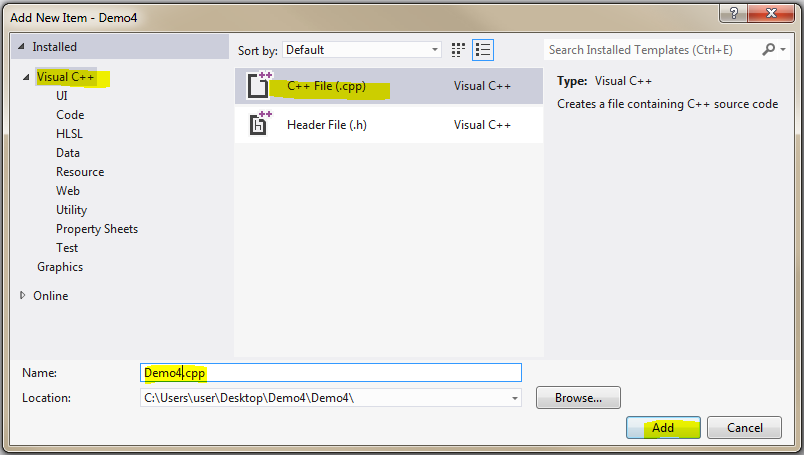 Add New Item - Demo4
Installed
Visual C++
UI
Code
HLSL
Data
Resource
Web
Utility
Property Sheets
Test
Graphics
Online
Sort by: Default
C++ File (.cpp) Visual C++
Header File (.h) Visual C++
Search Installed Templates (Ctrl+E)
Type: Visual C++
Creates a file containing C++ source code
Name: Demo4.cpp
Location: C:\Users\user\Desktop\Demo4\Demo4\
Browse...
Add Cancel